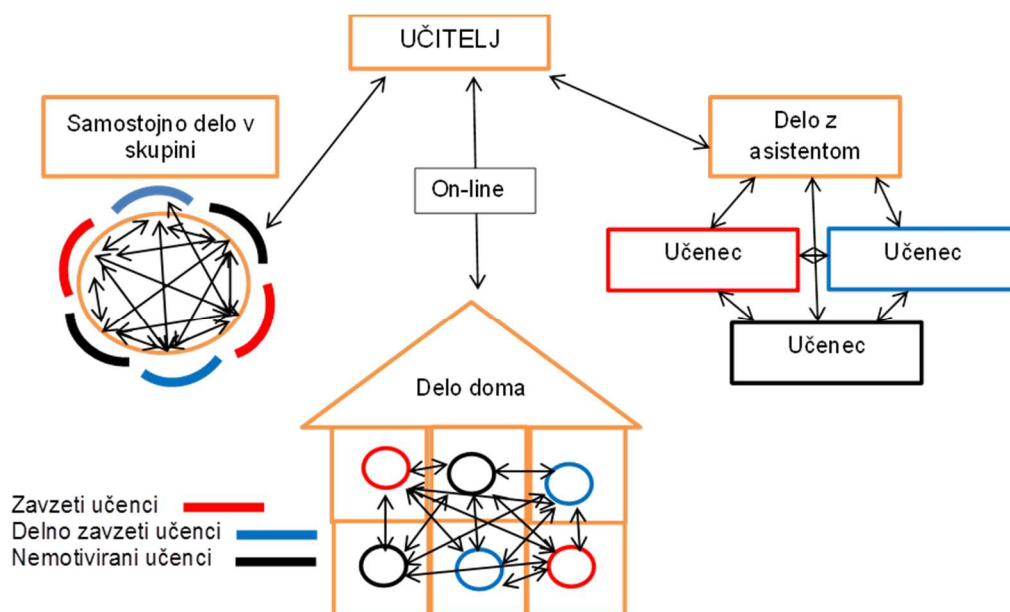 UČITELJ
Samostojno delo v
skupini
Delo z
asistentom
On-line
Učenec
Učenec
Učenec
Delo doma
Zavzeti učenci
Delno zavzeti učenci
Nemotivirani učenci